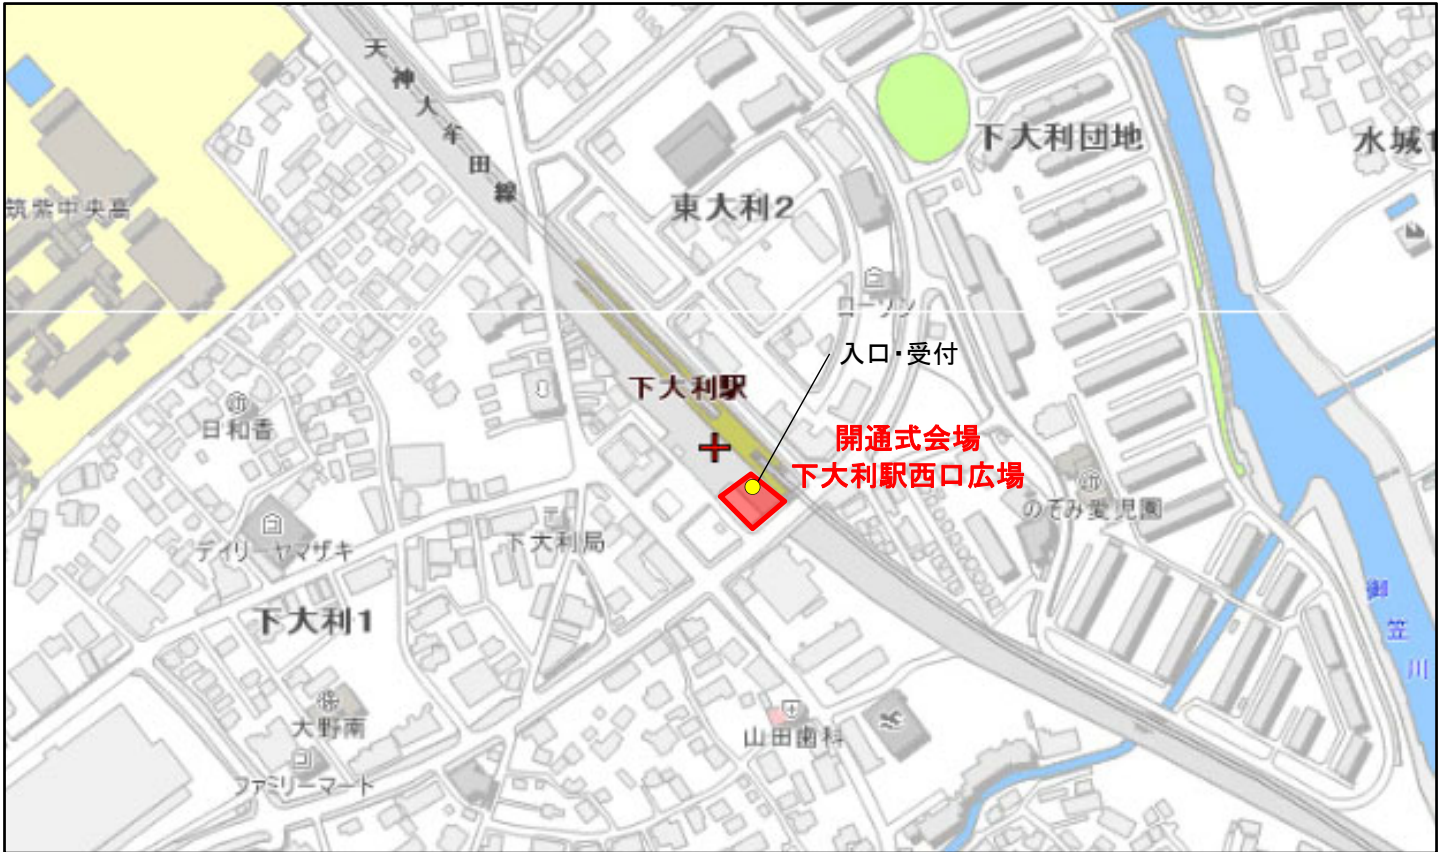 天神大牟田線
下大利団地
水城1
筑紫中央高
東大利2
ローソン
入口・受付
下大利駅
日和香
開通式会場
下大利駅西口広場
のぞみ愛児園
デイリーヤマザキ
下大利局
下大利1
御笠川
大野南
山田歯科
ファミリーマート